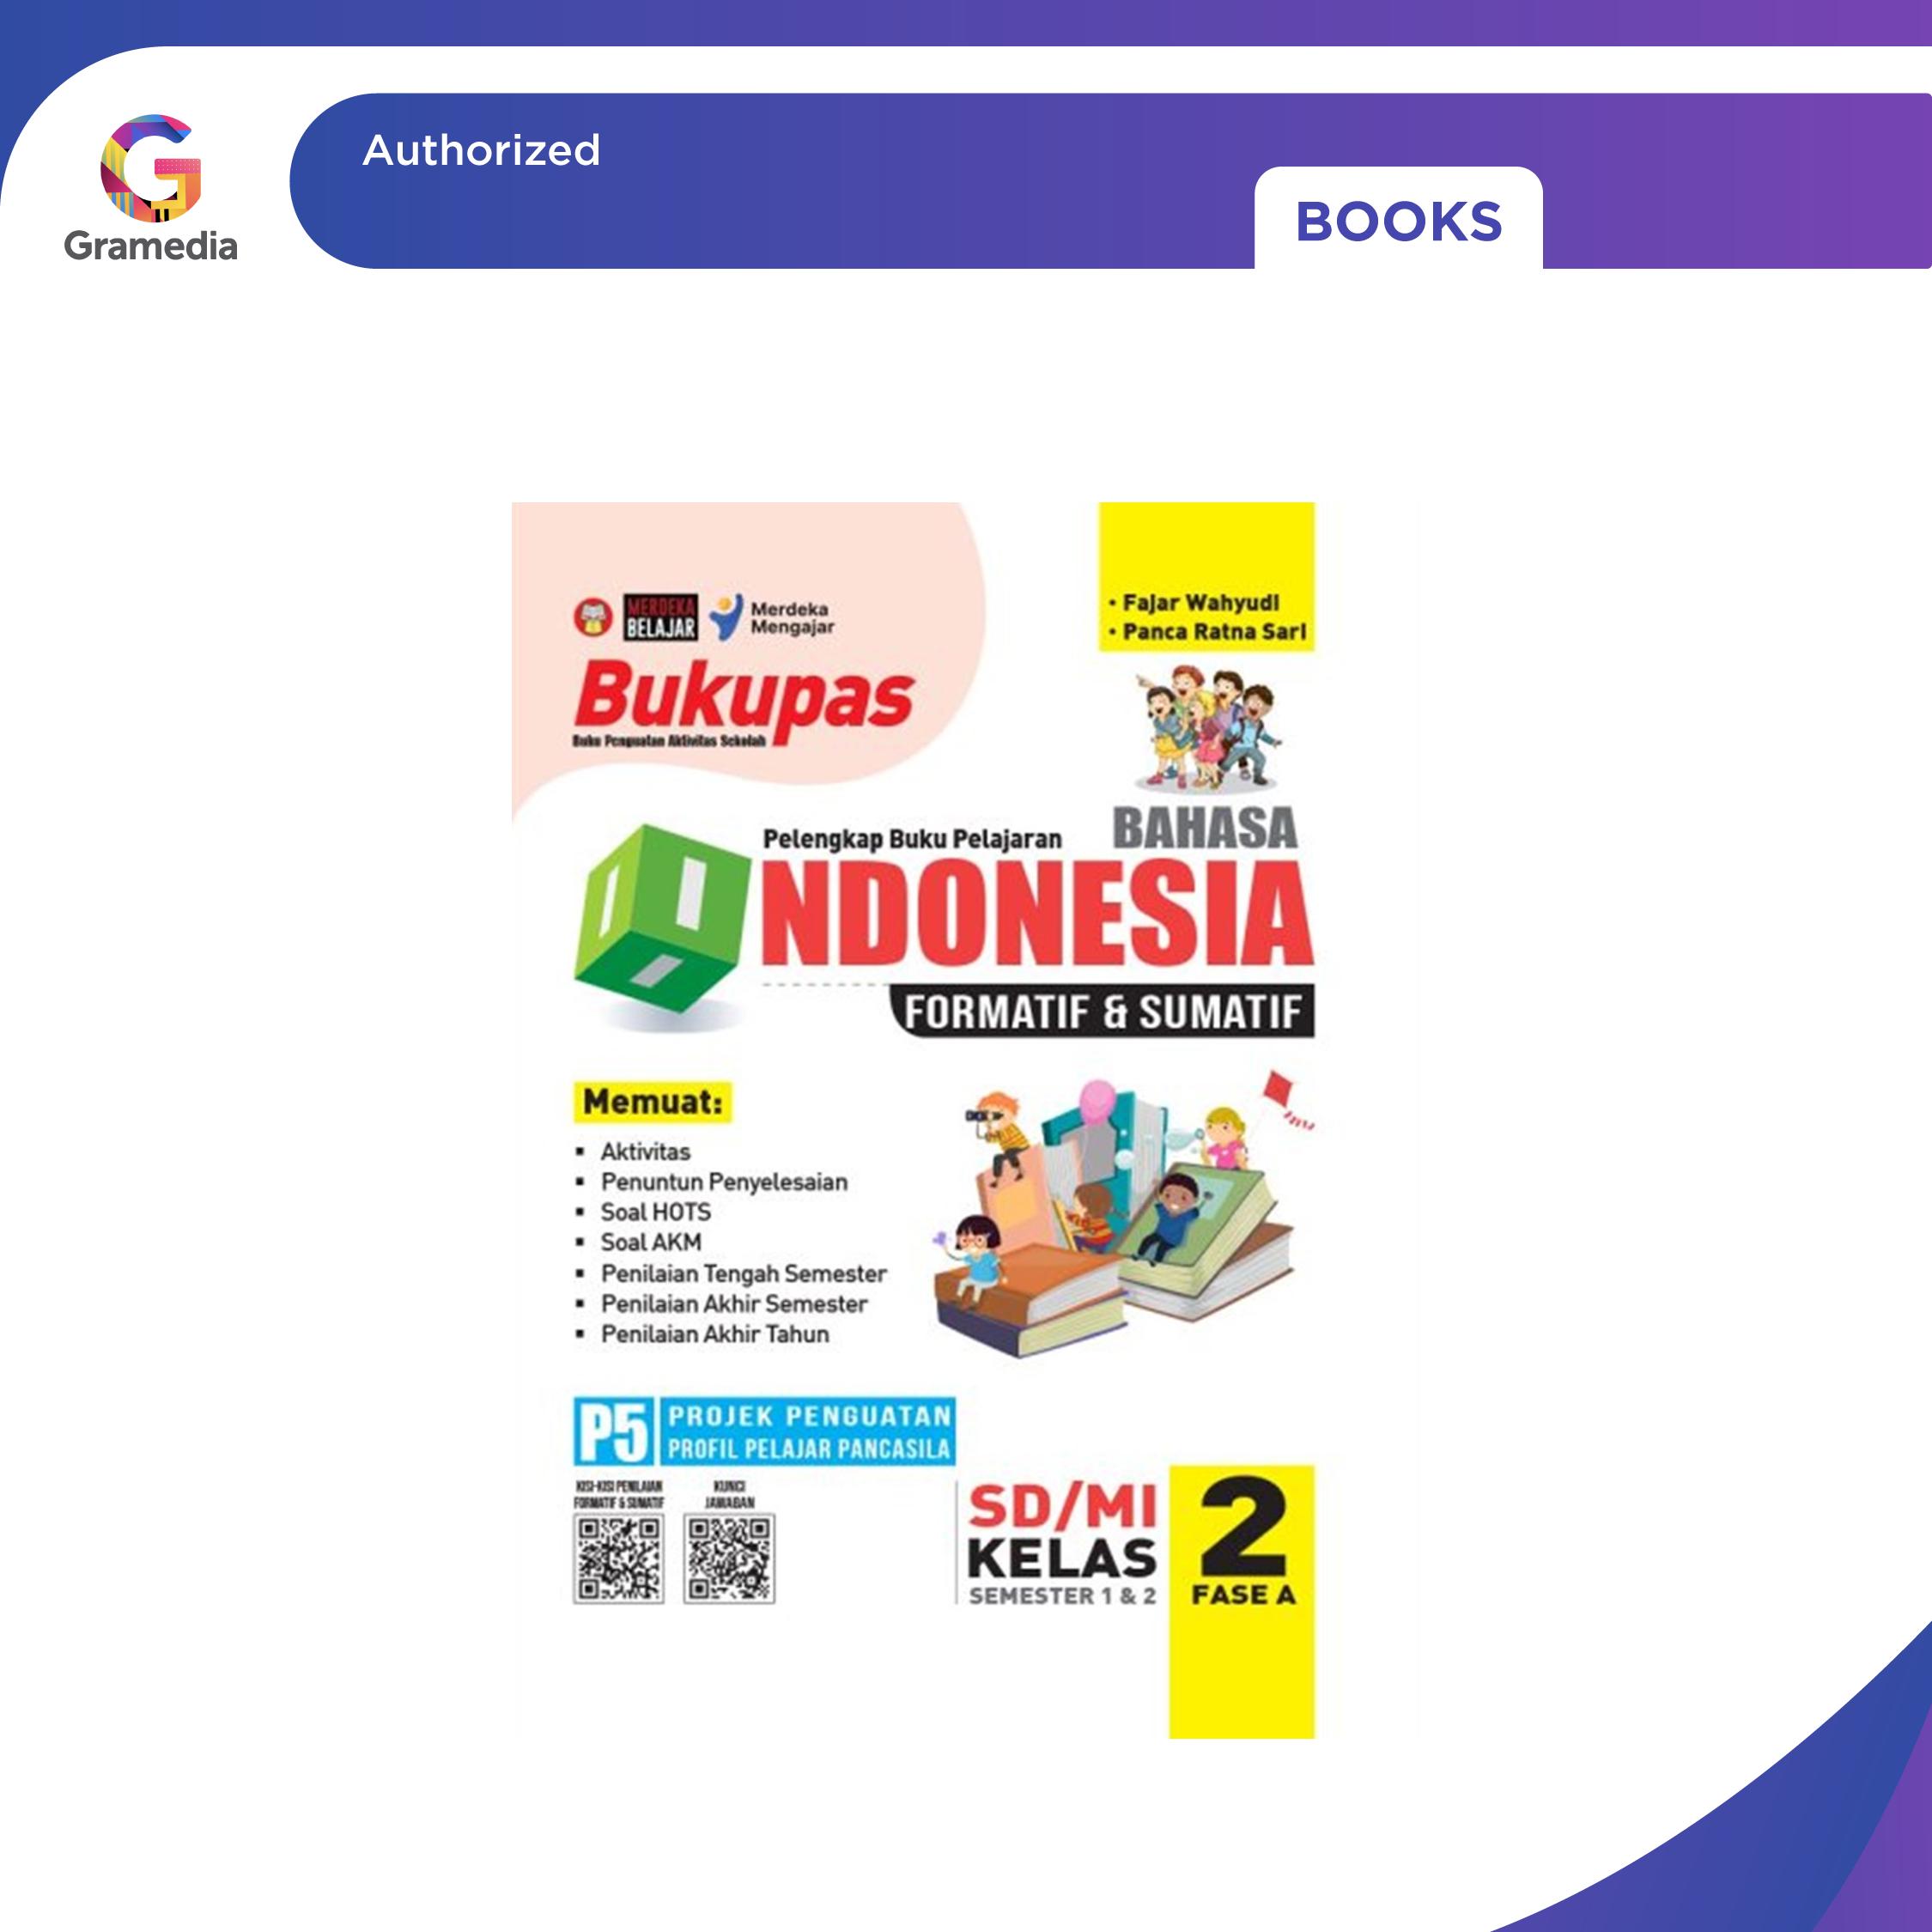 Gramedia
Authorized
BOOKS
• Fajar Wahyudi
• Panca Ratna Sari
MERDEKA
BELAJAR
Merdeka
Mengajar
Bukupas
Buku Penguatan Aktivitas Sekolah
Pelengkap Buku Pelajaran
BAHASA
INDONESIA
FORMATIF & SUMATIF
Memuat:
▪ Aktivitas
▪ Penuntun Penyelesaian
▪ Soal HOTS
▪ Soal AKM
▪ Penilaian Tengah Semester
▪ Penilaian Akhir Semester
▪ Penilaian Akhir Tahun
P5
PROJEK PENGUATAN
PROFIL PELAJAR PANCASILA
KISI-KISI PENILAIAN
FORMATIF & SUMATIF
KUNCI
JAWABAN
SD/MI
KELAS
SEMESTER 1 & 2
2
FASE A